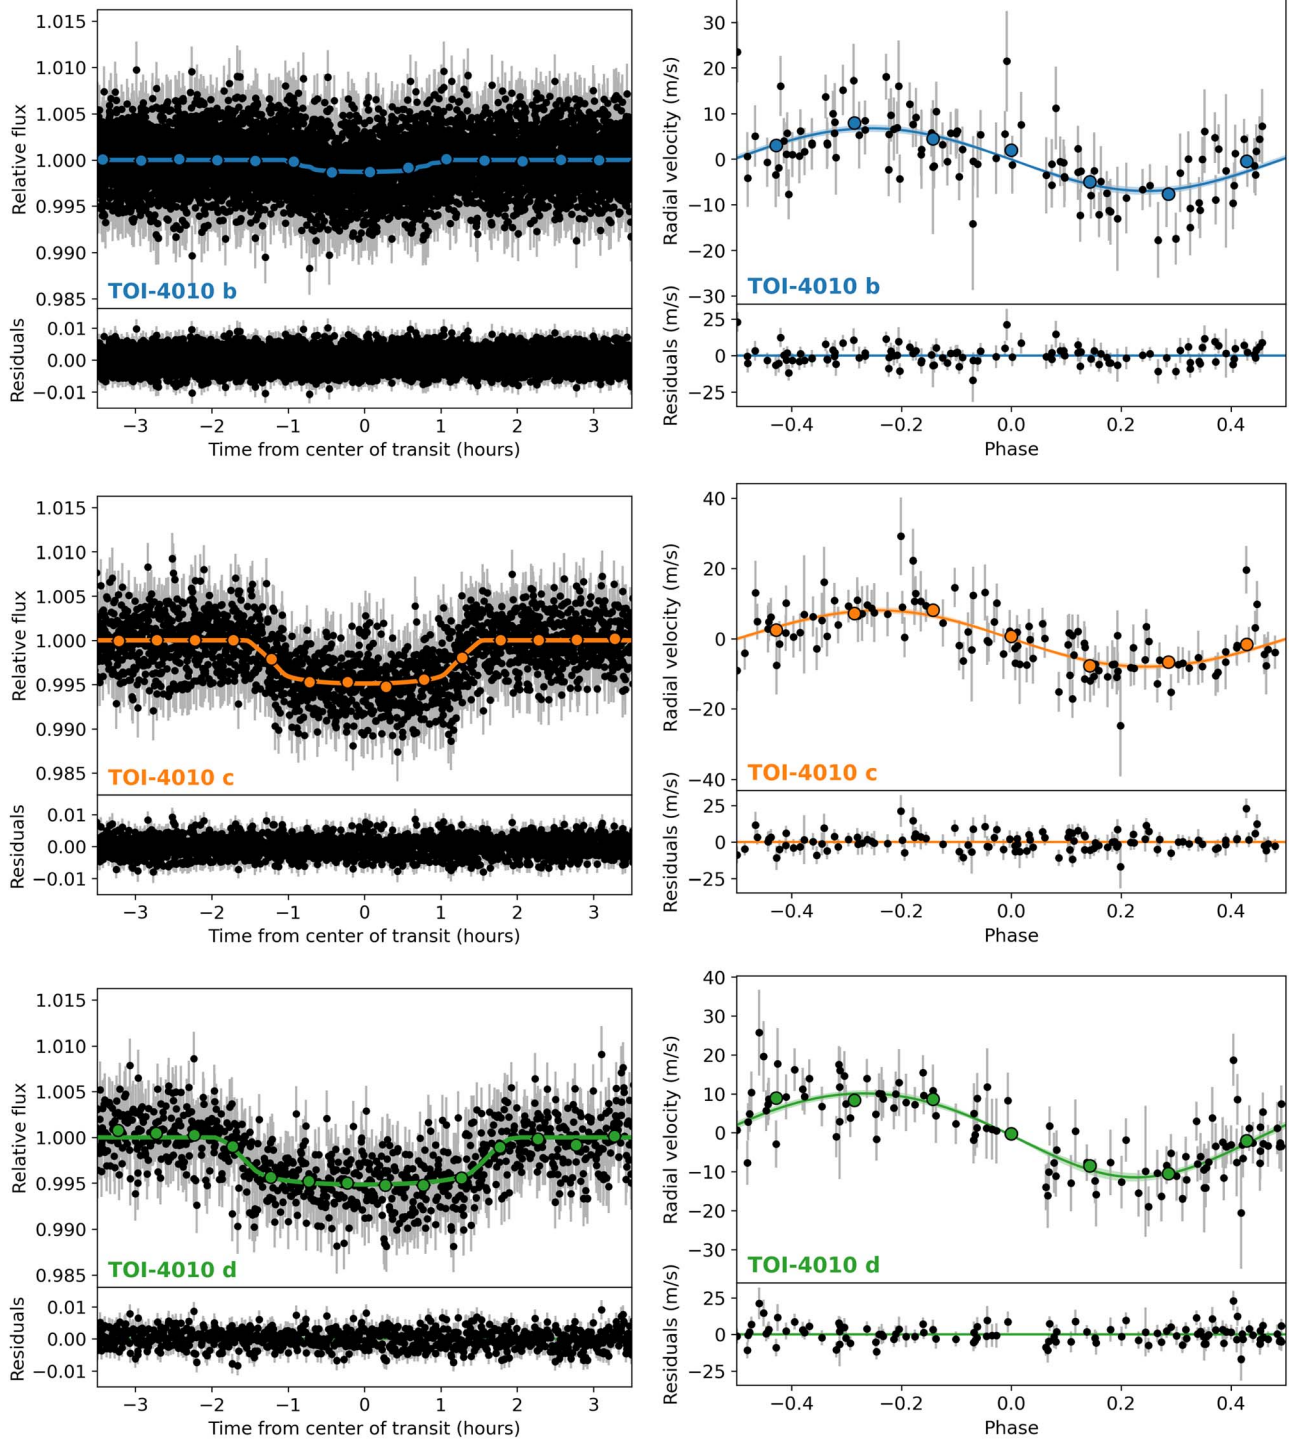 1.015
1.010
1.005
1.000
0.995
0.990
0.985
Relative flux
TOI-4010 b
0.01
0.00
−0.01
Residuals
−3 −2 −1 0 1 2 3
Time from center of transit (hours)
30
20
10
0
−10
−20
−30
Radial velocity (m/s)
TOI-4010 b
25
0
−25
Residuals (m/s)
−0.4 −0.2 0.0 0.2 0.4
Phase
1.015
1.010
1.005
1.000
0.995
0.990
0.985
Relative flux
TOI-4010 c
0.01
0.00
−0.01
Residuals
−3 −2 −1 0 1 2 3
Time from center of transit (hours)
40
20
0
−20
−40
Radial velocity (m/s)
TOI-4010 c
25
0
−25
Residuals (m/s)
−0.4 −0.2 0.0 0.2 0.4
Phase
1.015
1.010
1.005
1.000
0.995
0.990
0.985
Relative flux
TOI-4010 d
0.01
0.00
−0.01
Residuals
−3 −2 −1 0 1 2 3
Time from center of transit (hours)
40
30
20
10
0
−10
−20
−30
Radial velocity (m/s)
TOI-4010 d
25
0
−25
Residuals (m/s)
−0.4 −0.2 0.0 0.2 0.4
Phase